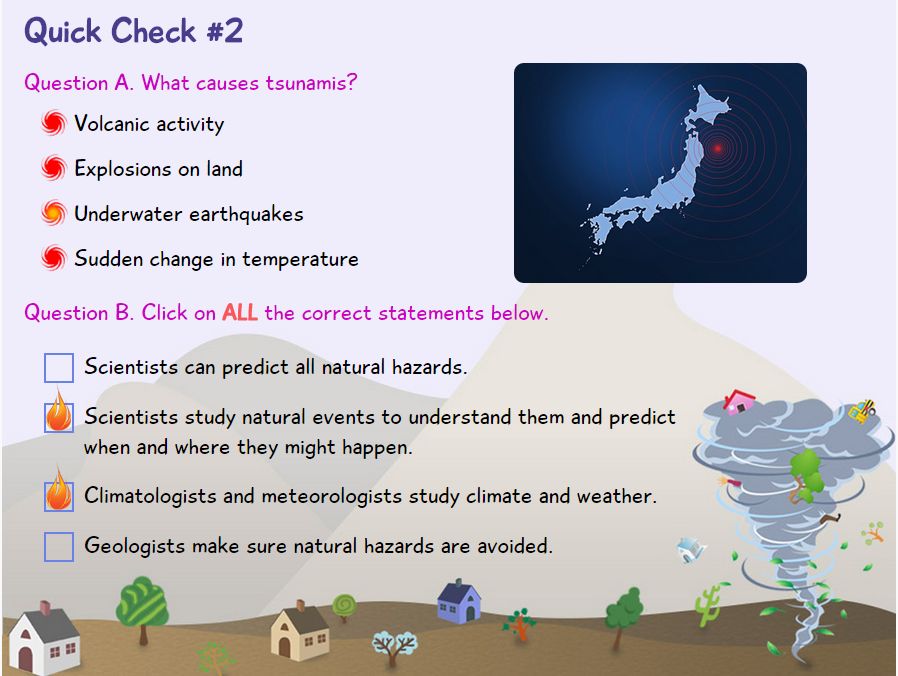 Quick Check #2
Question A. What causes tsunamis?
Volcanic activity
Explosions on land
Underwater earthquakes
Sudden change in temperature
Question B. Click on ALL the correct statements below.
Scientists can predict all natural hazards.
Scientists study natural events to understand them and predict
when and where they might happen.
Climatologists and meteorologists study climate and weather.
Geologists make sure natural hazards are avoided.